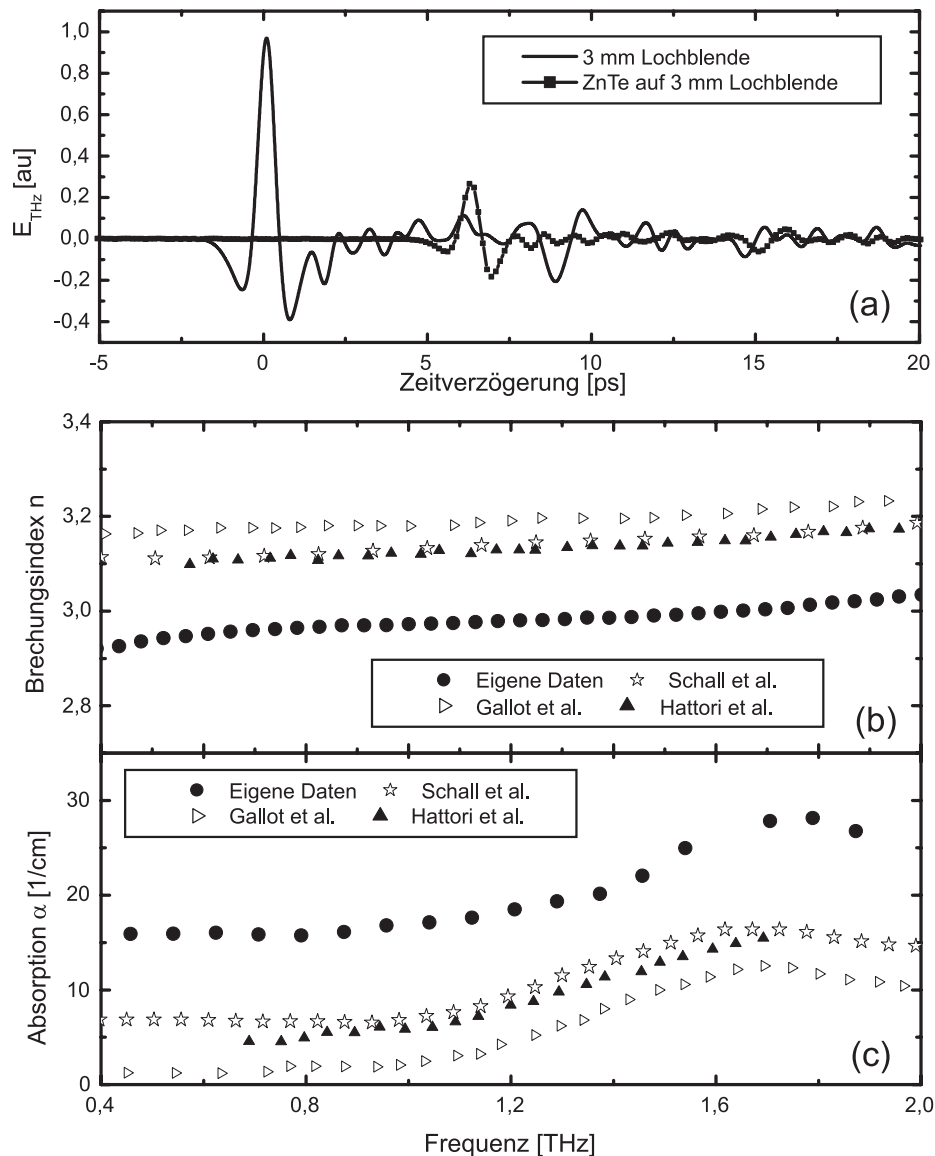 1,0
0,8
0,6
0,4
0,2
0,0
-0,2
-0,4
E_THz [au]
3 mm Lochblende
ZnTe auf 3 mm Lochblende
(a)
-5 0 5 10 15 20
Zeitverzögerung [ps]
3,4
3,2
3,0
2,8
Brechungsindex n
Eigene Daten Schall et al.
Gallot et al. Hattori et al.
(b)
30
20
10
0
Absorption α [1/cm]
Eigene Daten Schall et al.
Gallot et al. Hattori et al.
(c)
0,4 0,8 1,2 1,6 2,0
Frequenz [THz]